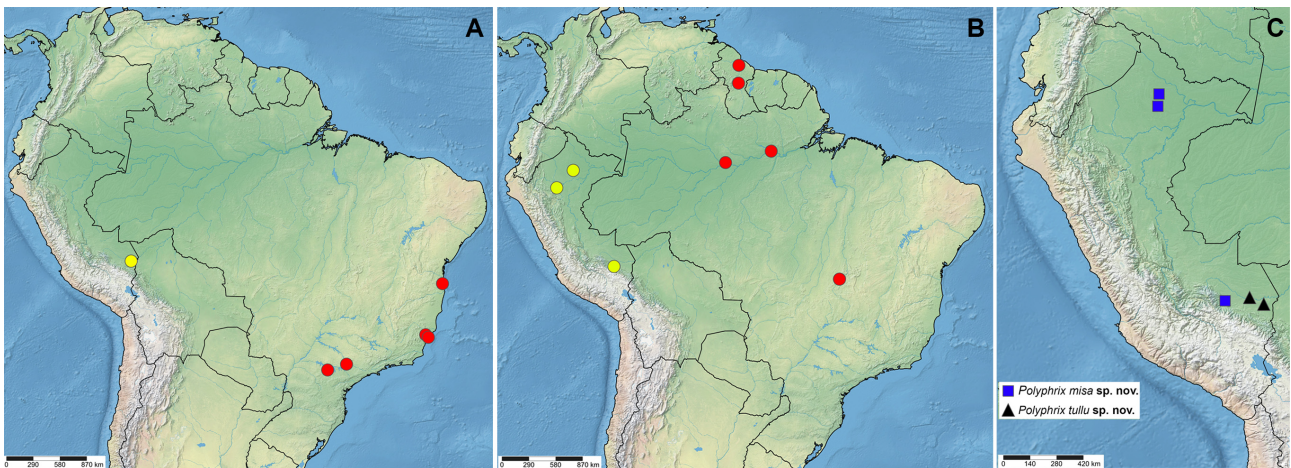 A
B
C
0 290 580 870 km
0 290 580 870 km
Polyphrix misa sp. nov.
Polyphrix tullu sp. nov.
0 140 280 420 km